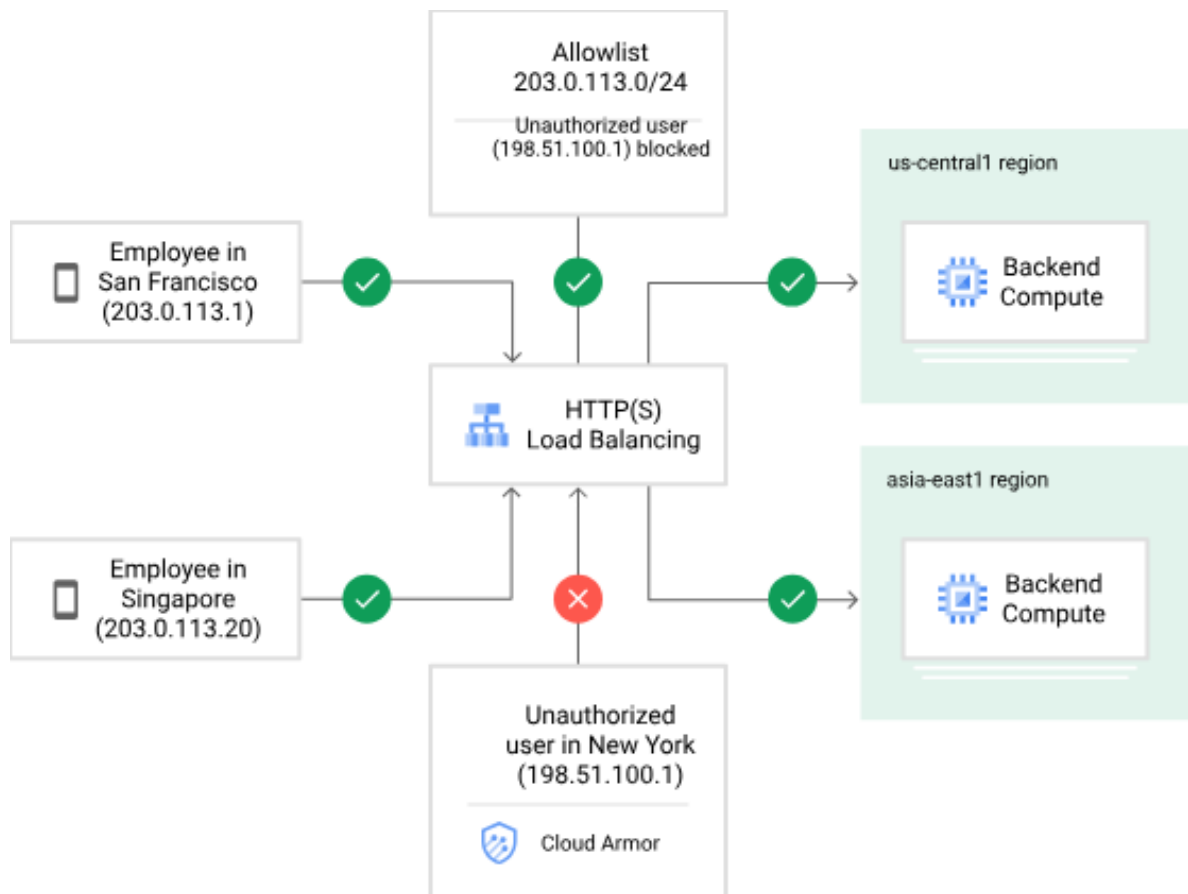 Allowlist
203.0.113.0/24
Unauthorized user
(198.51.100.1) blocked
us-central1 region
Employee in
San Francisco
(203.0.113.1)
Backend
Compute
HTTP(S)
Load Balancing
asia-east1 region
Employee in
Singapore
(203.0.113.20)
Backend
Compute
Unauthorized
user in New York
(198.51.100.1)
Cloud Armor